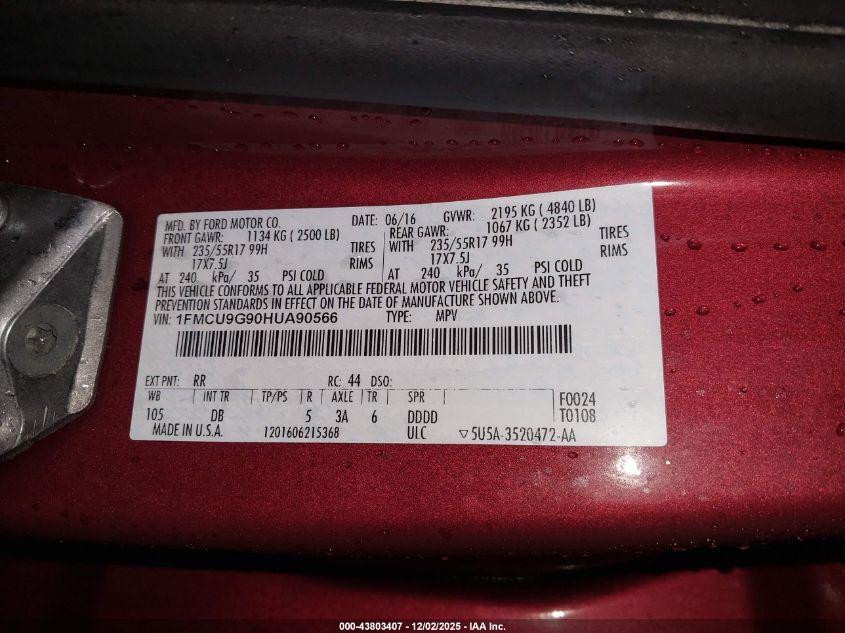 MFD. BY FORD MOTOR CO. DATE: 06/16 GVWR: 2195 KG ( 4840 LB)
FRONT GAWR: 1134 KG ( 2500 LB) REAR GAWR: 1067 KG ( 2352 LB)
WITH 235/55R17 99H TIRES WITH 235/55R17 99H TIRES
17X7.5J RIMS 17X7.5J RIMS
AT 240 kPa/ 35 PSI COLD AT 240 kPa/ 35 PSI COLD
THIS VEHICLE CONFORMS TO ALL APPLICABLE FEDERAL MOTOR VEHICLE SAFETY AND THEFT
PREVENTION STANDARDS IN EFFECT ON THE DATE OF MANUFACTURE SHOWN ABOVE.
VIN: 1FMCU9G90HUA90566 TYPE: MPV
EXT PNT: RR RC: 44 DSO:
WB INT TR TP/PS R AXLE TR SPR F0024
105 DB 5 3A 6 DDDD T0108
MADE IN U.S.A. 1201606215368 ULC ▽5U5A-3520472-AA
000-43803407 - 12/02/2025 - IAA Inc.